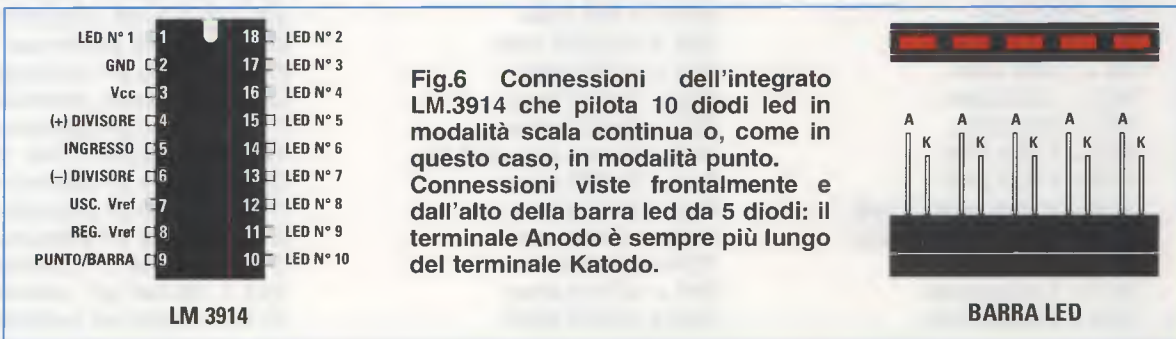 LED N° 1 1 18 LED N° 2
GND 2 17 LED N° 3
Vcc 3 16 LED N° 4
(+) DIVISORE 4 15 LED N° 5
INGRESSO 5 14 LED N° 6
(–) DIVISORE 6 13 LED N° 7
USC. Vref 7 12 LED N° 8
REG. Vref 8 11 LED N° 9
PUNTO/BARRA 9 10 LED N° 10
LM 3914
Fig.6 Connessioni dell'integrato
LM.3914 che pilota 10 diodi led in
modalità scala continua o, come in
questo caso, in modalità punto.
Connessioni viste frontalmente e
dall'alto della barra led da 5 diodi: il
terminale Anodo è sempre più lungo
del terminale Katodo.
A A A A A
K K K K K
BARRA LED